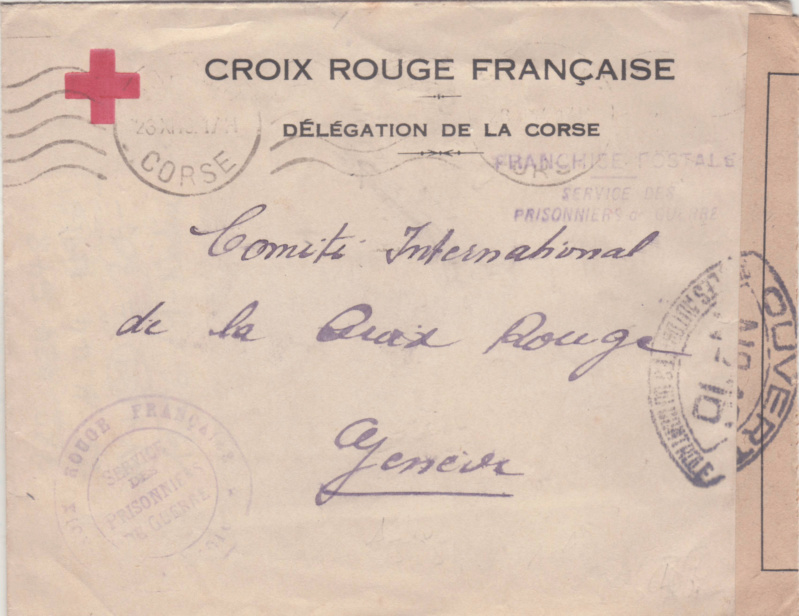 CROIX ROUGE FRANÇAISE
DÉLÉGATION DE LA CORSE
CORSE
FRANCHISE POSTALE
SERVICE DES
PRISONNIERS de GUERRE
Comité International
de la Croix Rouge
Genève
ROUGE FRANÇAISE
SERVICE
DES
PRISONNIERS
DE GUERRE
OUVERT